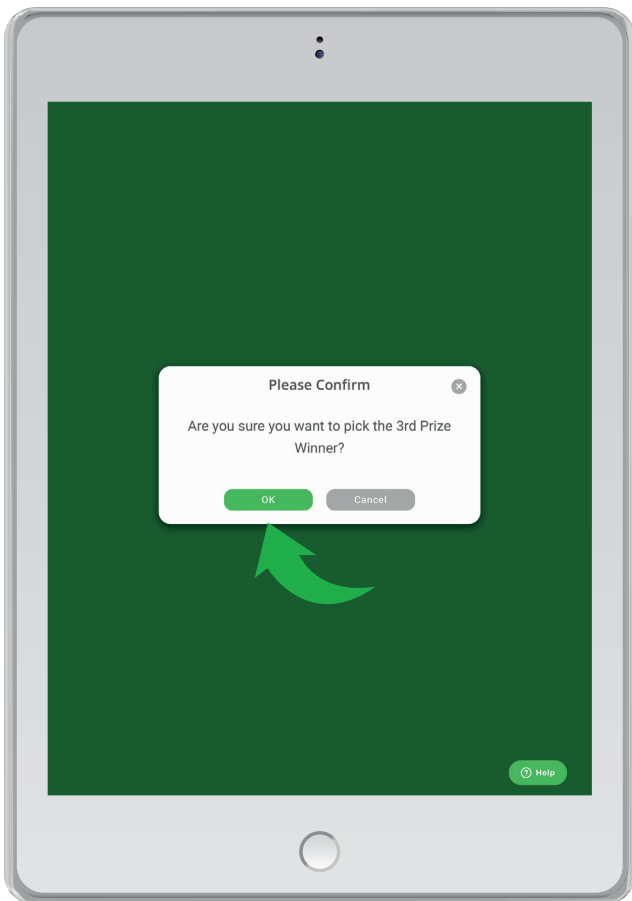 Please Confirm
Are you sure you want to pick the 3rd Prize
Winner?
OK
Cancel
Help